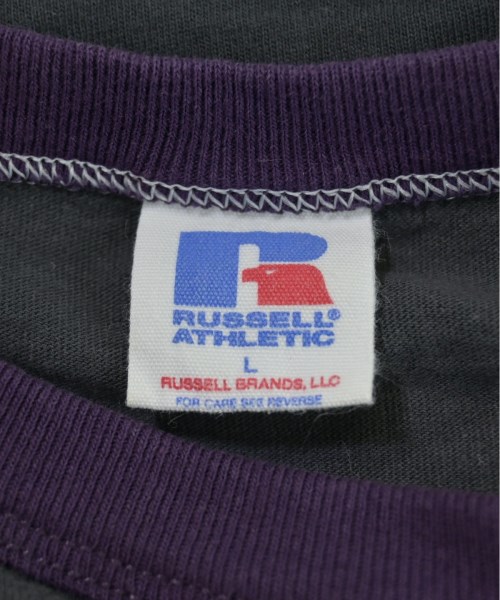 RUSSELL®
ATHLETIC
L
RUSSELL BRANDS, LLC
FOR CARE SEE REVERSE